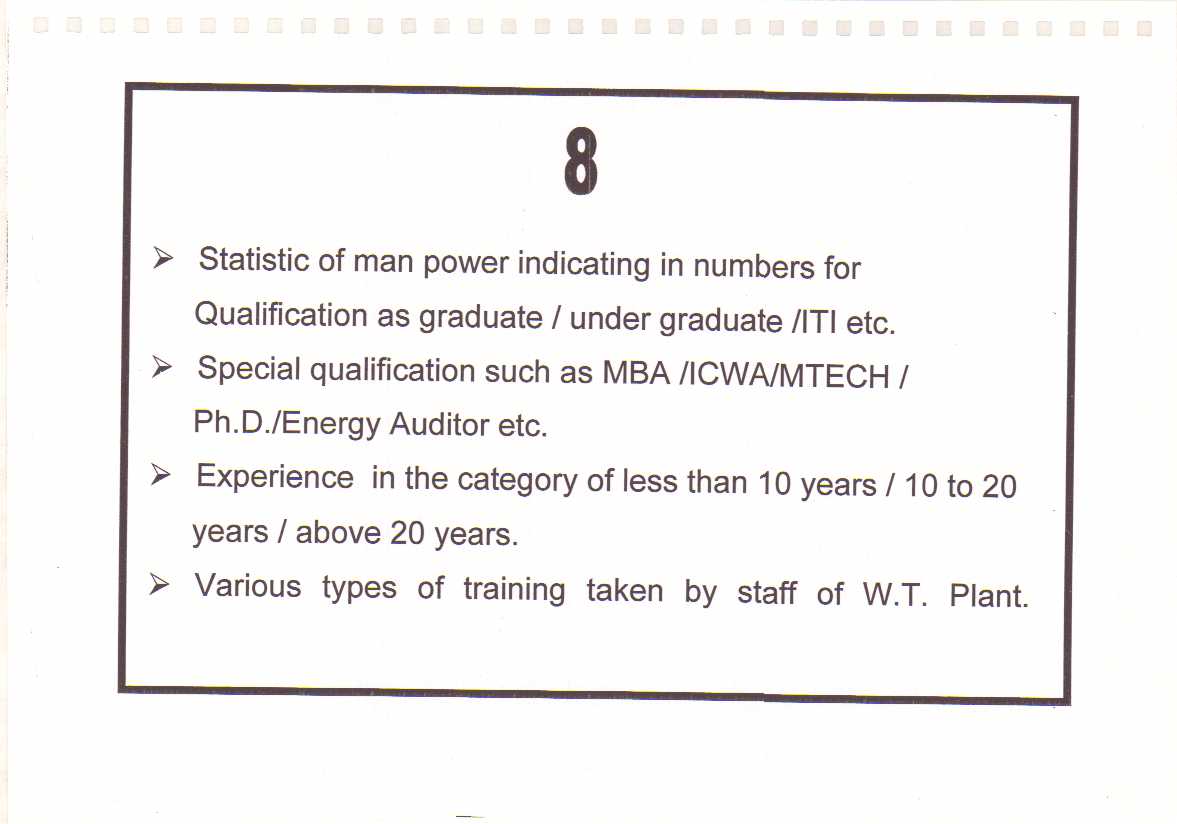 8
➢ Statistic of man power indicating in numbers for
Qualification as graduate / under graduate /ITI etc.
➢ Special qualification such as MBA /ICWA/MTECH /
Ph.D./Energy Auditor etc.
➢ Experience in the category of less than 10 years / 10 to 20
years / above 20 years.
➢ Various types of training taken by staff of W.T. Plant.